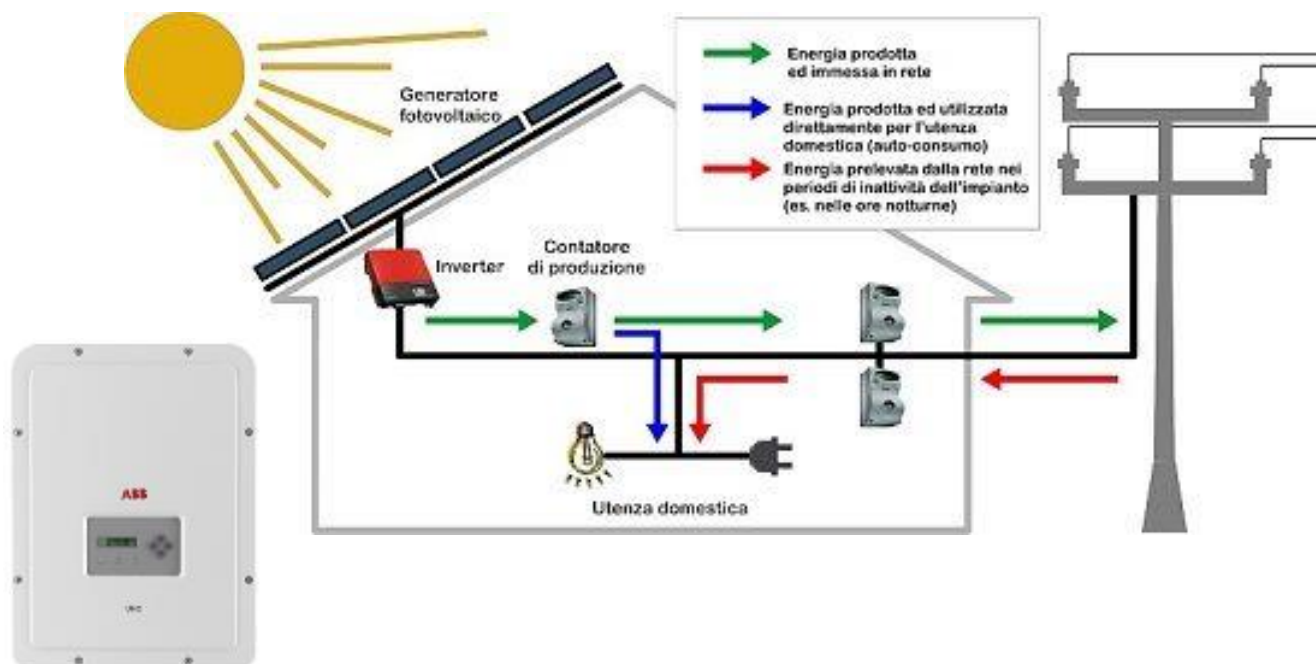 Generatore
fotovoltaico
Energia prodotta
ed immessa in rete
Energia prodotta ed utilizzata
direttamente per l'utenza
domestica (auto-consumo)
Energia prelevata dalla rete nei
periodi di inattività dell'impianto
(es. nelle ore notturne)
Inverter
Contatore
di produzione
Utenza domestica
ABB
UNO